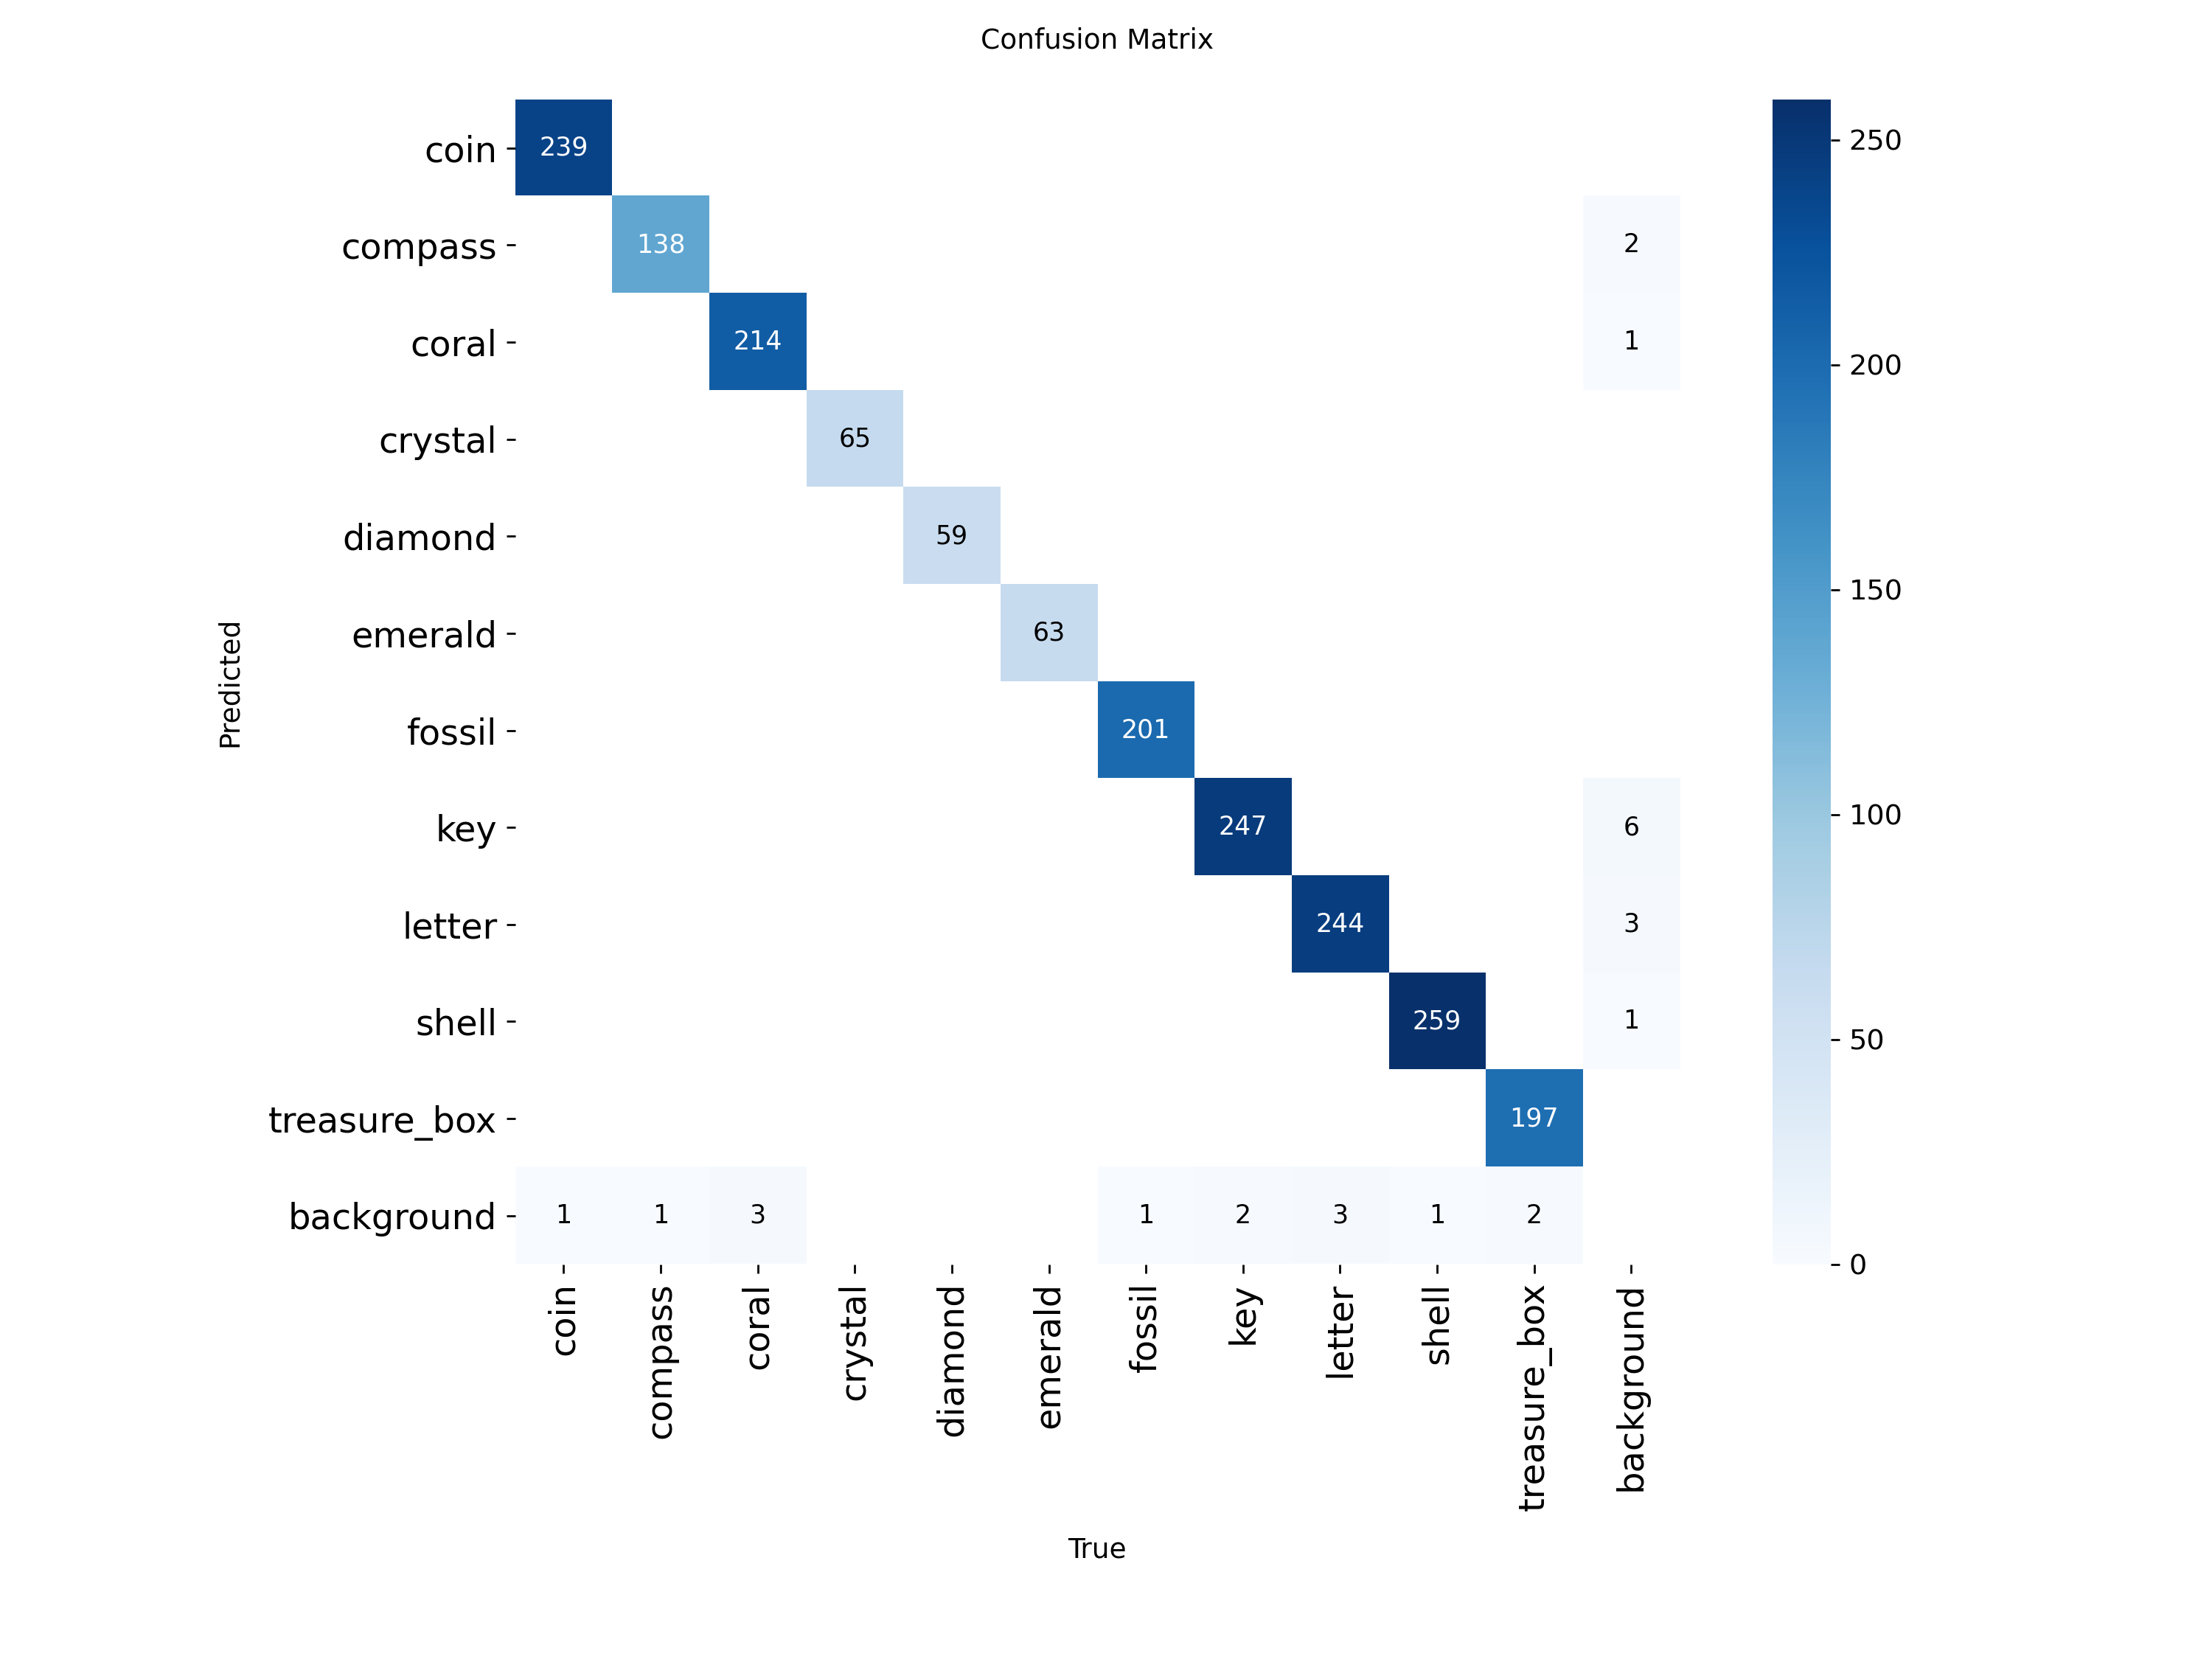 Confusion Matrix
coin 239
compass 138 2
coral 214 1
crystal 65
diamond 59
emerald 63
fossil 201
key 247 6
letter 244 3
shell 259 1
treasure_box 197
background 1 1 3 1 2 3 1 2
Predicted
coin compass coral crystal diamond emerald fossil key letter shell treasure_box background
True
250
200
150
100
50
0